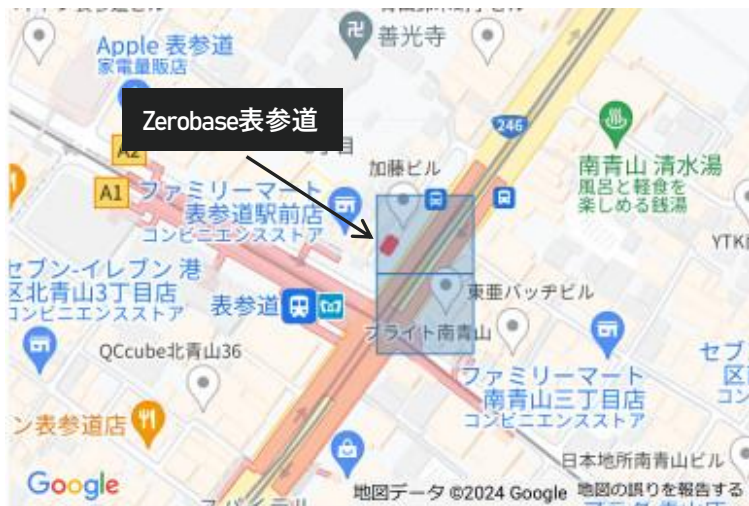 Apple 表参道
家電量販店
善光寺
Zerobase表参道
246
A2
丁目
加藤ビル
南青山 清水湯
風呂と軽食を
楽しめる銭湯
A1
ファミリーマート
表参道駅前店
コンビニエンスストア
YTK
セブン-イレブン 港
区北青山3丁目店
コンビニエンスストア
表参道
東亜バッヂビル
ブライト南青山
QCcube北青山36
セブ
区
コン
ファミリーマート
南青山三丁目店
コンビニエンスストア
ン表参道店
日本地所南青山ビル
Google
地図データ ©2024 Google
地図の誤りを報告する